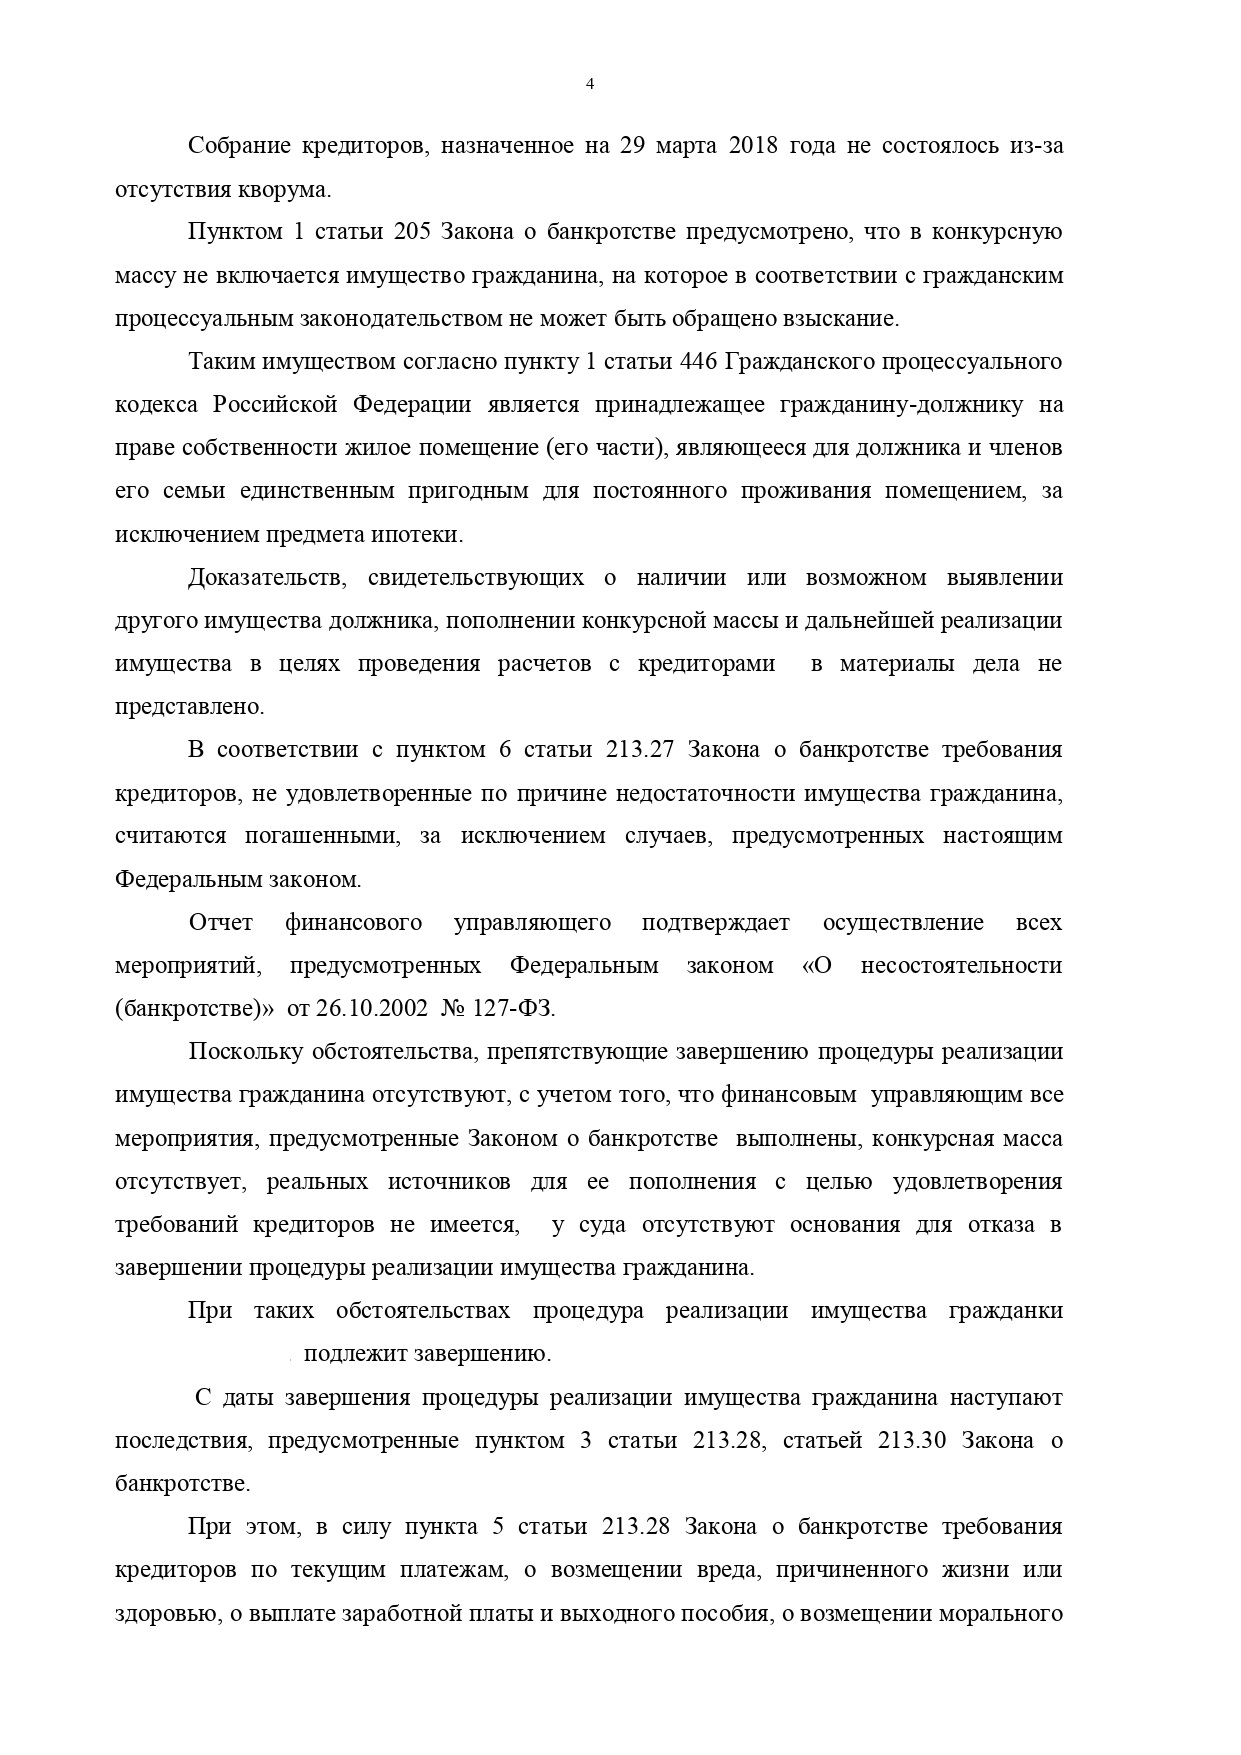 4
Собрание кредиторов, назначенное на 29 марта 2018 года не состоялось из-за
отсутствия кворума.
Пунктом 1 статьи 205 Закона о банкротстве предусмотрено, что в конкурсную
массу не включается имущество гражданина, на которое в соответствии с гражданским
процессуальным законодательством не может быть обращено взыскание.
Таким имуществом согласно пункту 1 статьи 446 Гражданского процессуального
кодекса Российской Федерации является принадлежащее гражданину-должнику на
праве собственности жилое помещение (его части), являющееся для должника и членов
его семьи единственным пригодным для постоянного проживания помещением, за
исключением предмета ипотеки.
Доказательств, свидетельствующих о наличии или возможном выявлении
другого имущества должника, пополнении конкурсной массы и дальнейшей реализации
имущества в целях проведения расчетов с кредиторами в материалы дела не
представлено.
В соответствии с пунктом 6 статьи 213.27 Закона о банкротстве требования
кредиторов, не удовлетворенные по причине недостаточности имущества гражданина,
считаются погашенными, за исключением случаев, предусмотренных настоящим
Федеральным законом.
Отчет финансового управляющего подтверждает осуществление всех
мероприятий, предусмотренных Федеральным законом «О несостоятельности
(банкротстве)» от 26.10.2002 № 127-ФЗ.
Поскольку обстоятельства, препятствующие завершению процедуры реализации
имущества гражданина отсутствуют, с учетом того, что финансовым управляющим все
мероприятия, предусмотренные Законом о банкротстве выполнены, конкурсная масса
отсутствует, реальных источников для ее пополнения с целью удовлетворения
требований кредиторов не имеется, у суда отсутствуют основания для отказа в
завершении процедуры реализации имущества гражданина.
При таких обстоятельствах процедура реализации имущества гражданки
подлежит завершению.
С даты завершения процедуры реализации имущества гражданина наступают
последствия, предусмотренные пунктом 3 статьи 213.28, статьей 213.30 Закона о
банкротстве.
При этом, в силу пункта 5 статьи 213.28 Закона о банкротстве требования
кредиторов по текущим платежам, о возмещении вреда, причиненного жизни или
здоровью, о выплате заработной платы и выходного пособия, о возмещении морального